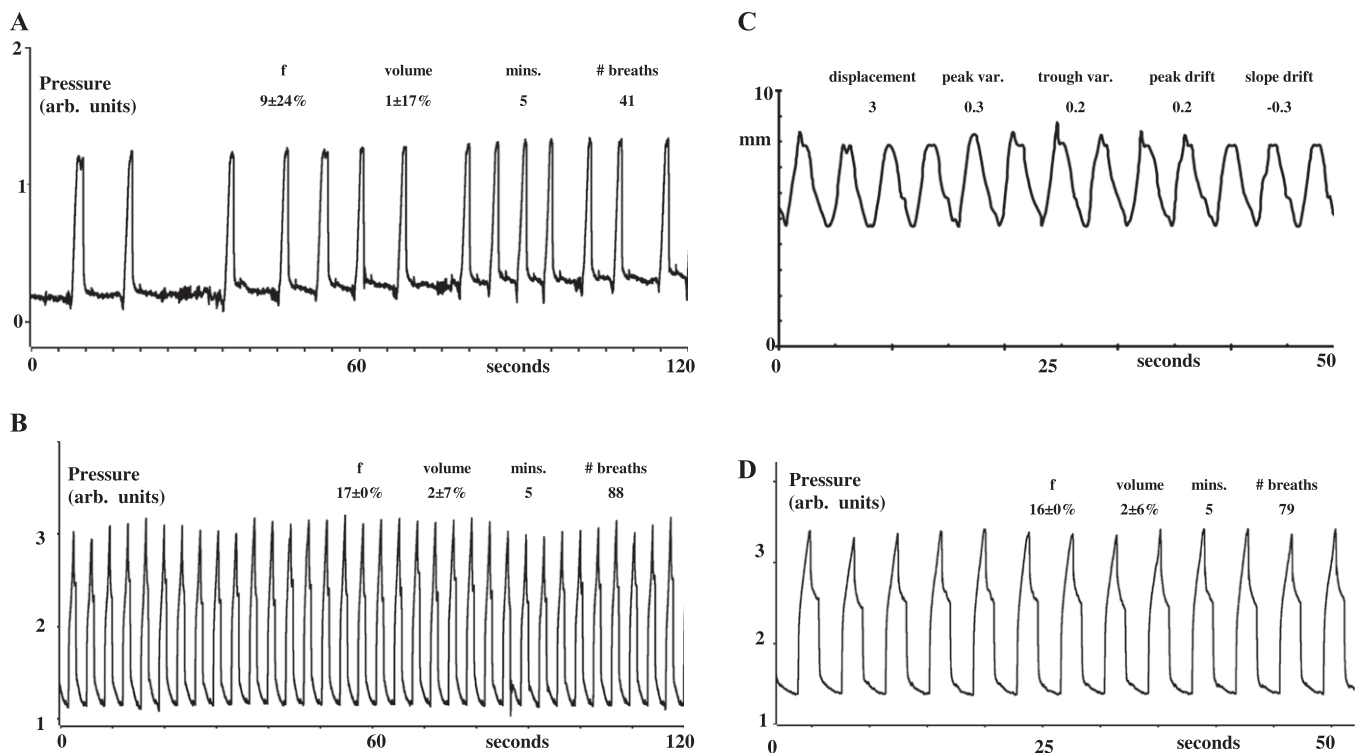 A
2
Pressure
(arb. units)
f volume mins. # breaths
9±24% 1±17% 5 41
1
0
0 60 seconds 120
B
Pressure
(arb. units)
f volume mins. # breaths
17±0% 2±7% 5 88
3
2
1
0 60 seconds 120
C
displacement peak var. trough var. peak drift slope drift
3 0.3 0.2 0.2 -0.3
10
mm
0
25 seconds 50
D
Pressure
(arb. units)
f volume mins. # breaths
16±0% 2±6% 5 79
3
2
1
0 25 seconds 50